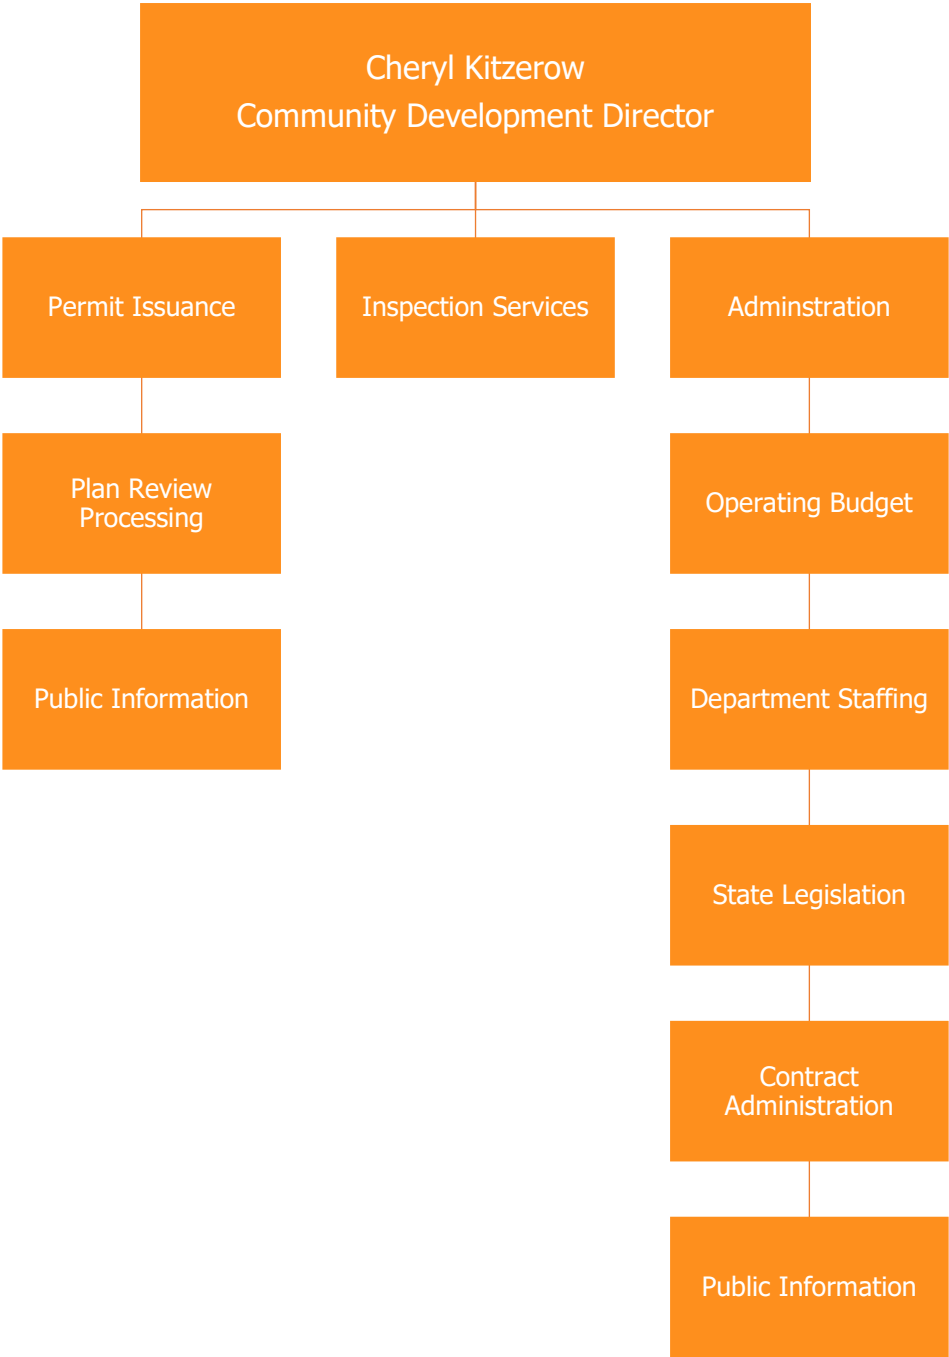 Cheryl Kitzerow
Community Development Director
Permit Issuance
Inspection Services
Adminstration
Plan Review
Processing
Operating Budget
Public Information
Department Staffing
State Legislation
Contract
Administration
Public Information